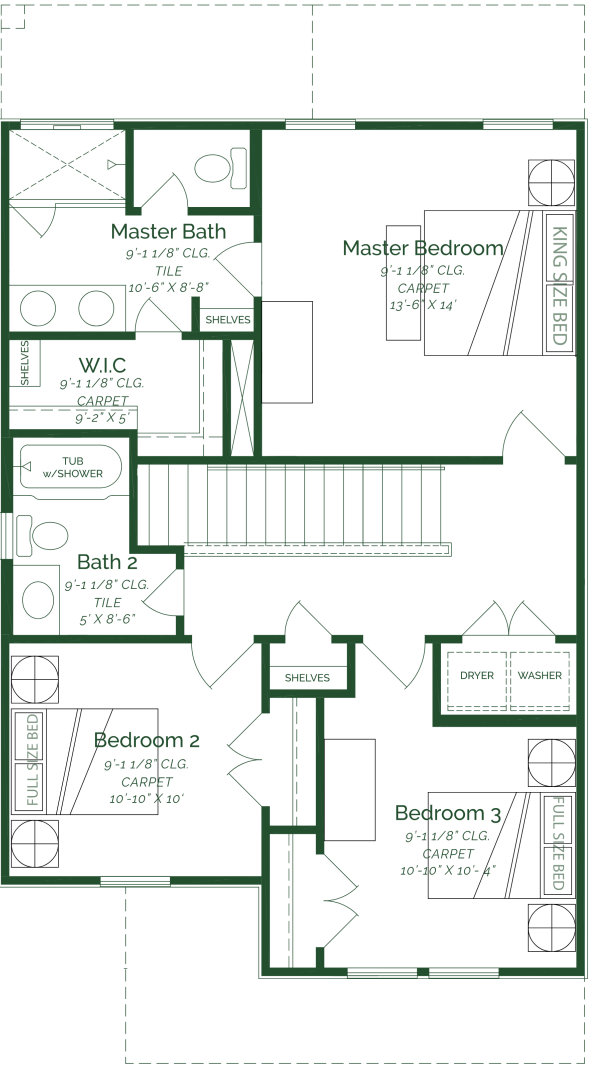 Master Bath
9'-1 1/8" CLG.
TILE
10'-6" X 8'-8"
SHELVES
Master Bedroom
9'-1 1/8" CLG.
CARPET
13'-6" X 14'
KING SIZE BED
SHELVES
W.I.C
9'-1 1/8" CLG.
CARPET
9'-2" X 5'
TUB
w/SHOWER
Bath 2
9'-1 1/8" CLG.
TILE
5' X 8'-6"
SHELVES
DRYER
WASHER
FULL SIZE BED
Bedroom 2
9'-1 1/8" CLG.
CARPET
10'-10" X 10'
Bedroom 3
9'-1 1/8" CLG.
CARPET
10'-10" X 10'- 4"
FULL SIZE BED